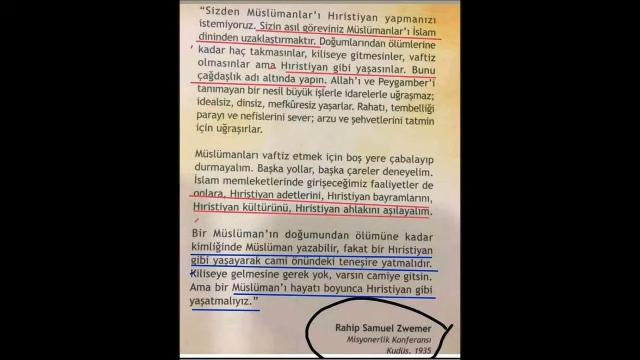 “Sizden Müslümanlar’ı Hıristiyan yapmanızı
istemiyoruz. Sizin asıl göreviniz Müslümanlar’ı İslam
dininden uzaklaştırmaktır. Doğumlarından ölümlerine
kadar haç takmasınlar, kiliseye gitmesinler, vaftiz
olmasınlar ama Hıristiyan gibi yaşasınlar. Bunu
çağdaşlık adı altında yapın. Allah’ı ve Peygamber’i
tanımayan bir nesil büyük işlerle idarelerle uğraşmaz;
idealsiz, dinsiz, mefkûresiz yaşarlar. Rahatı, tembelliği
parayı ve nefislerini sever; arzu ve şehvetlerini tatmin
için uğraşırlar.
Müslümanları vaftiz etmek için boş yere çabalayıp
durmayalım. Başka yollar, başka çareler deneyelim.
İslam memleketlerinde girişeceğimiz faaliyetler de
onlara, Hıristiyan adetlerini, Hıristiyan bayramlarını,
Hıristiyan kültürünü, Hıristiyan ahlakını aşılayalım.
Bir Müslüman’ın doğumundan ölümüne kadar
kimliğinde Müslüman yazabilir, fakat bir Hıristiyan
gibi yaşayarak cami önündeki teneşire yatmalıdır.
Kiliseye gelmesine gerek yok, varsın camiye gitsin.
Ama bir Müslüman’ı hayatı boyunca Hıristiyan gibi
yaşatmalıyız.”
Rahip Samuel Zwemer
Misyonerlik Konferansı
Kudüs, 1935